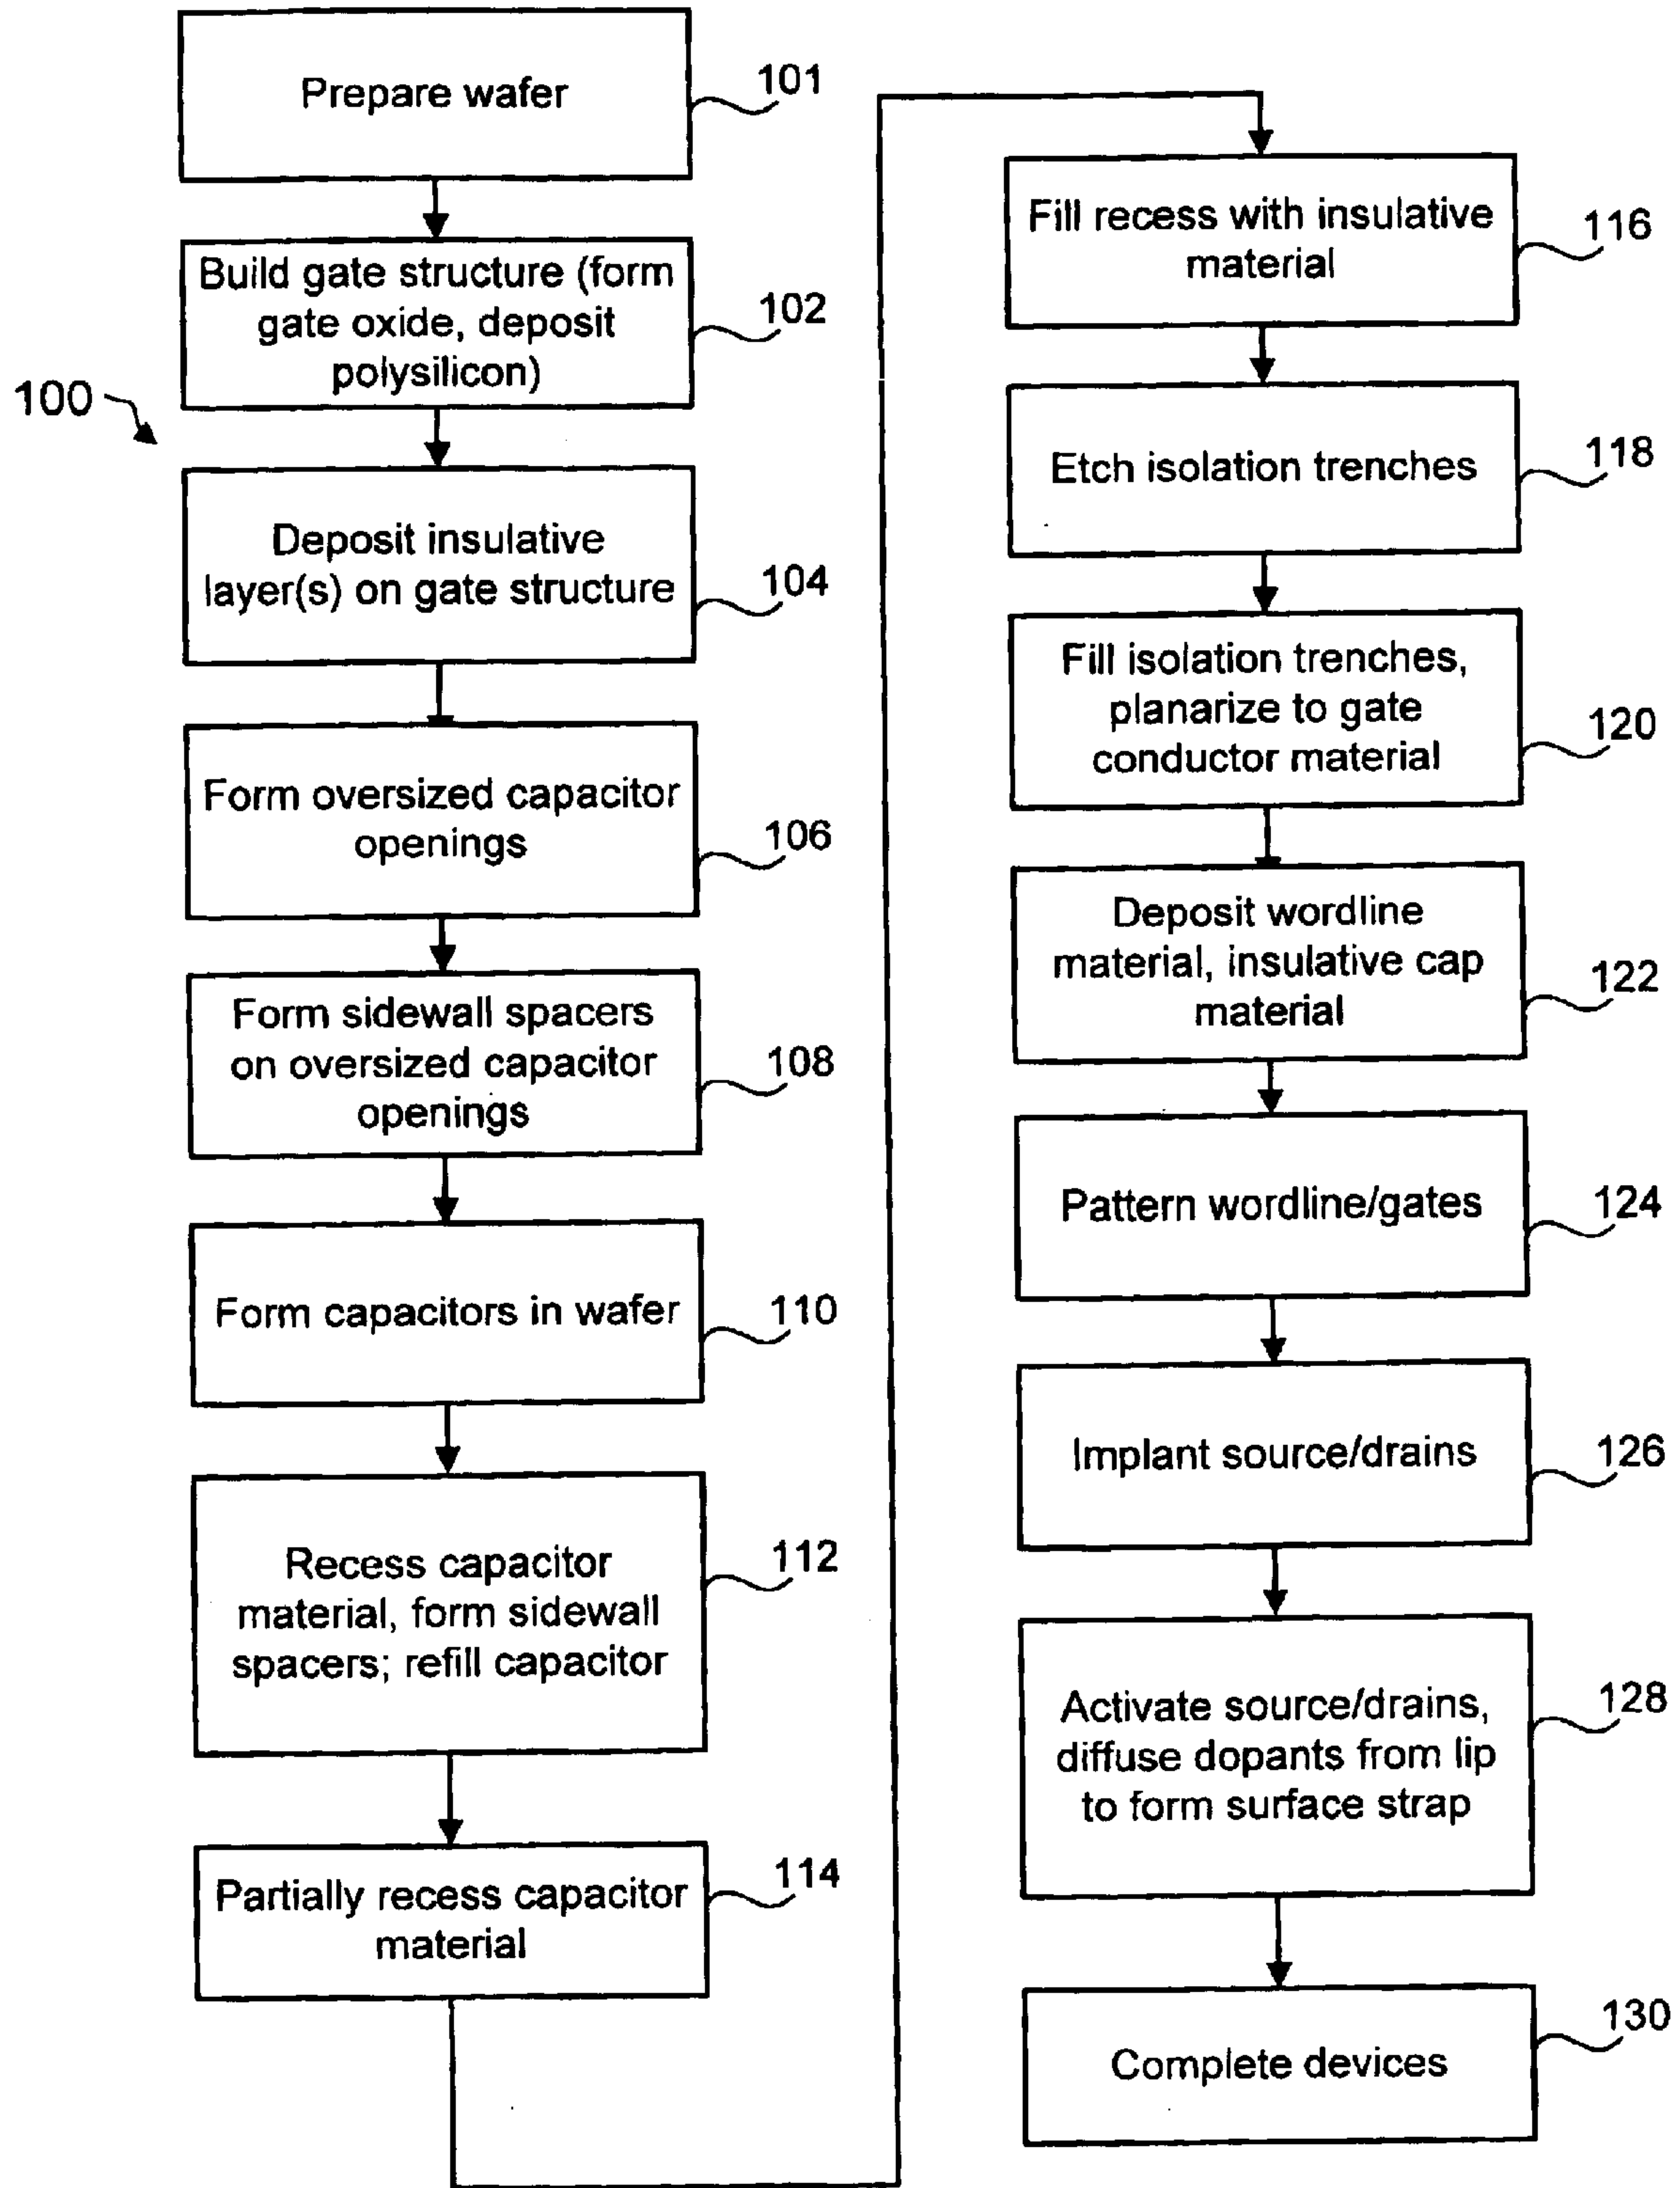 Prepare wafer
101
Build gate structure (form
gate oxide, deposit
polysilicon)
102
100
Deposit insulative
layer(s) on gate structure
104
Form oversized capacitor
openings
106
Form sidewall spacers
on oversized capacitor
openings
108
Form capacitors in wafer
110
Recess capacitor
material, form sidewall
spacers; refill capacitor
112
Partially recess capacitor
material
114
Fill recess with insulative
material
116
Etch isolation trenches
118
Fill isolation trenches,
planarize to gate
conductor material
120
Deposit wordline
material, insulative cap
material
122
Pattern wordline/gates
124
Implant source/drains
126
Activate source/drains,
diffuse dopants from lip
to form surface strap
128
Complete devices
130